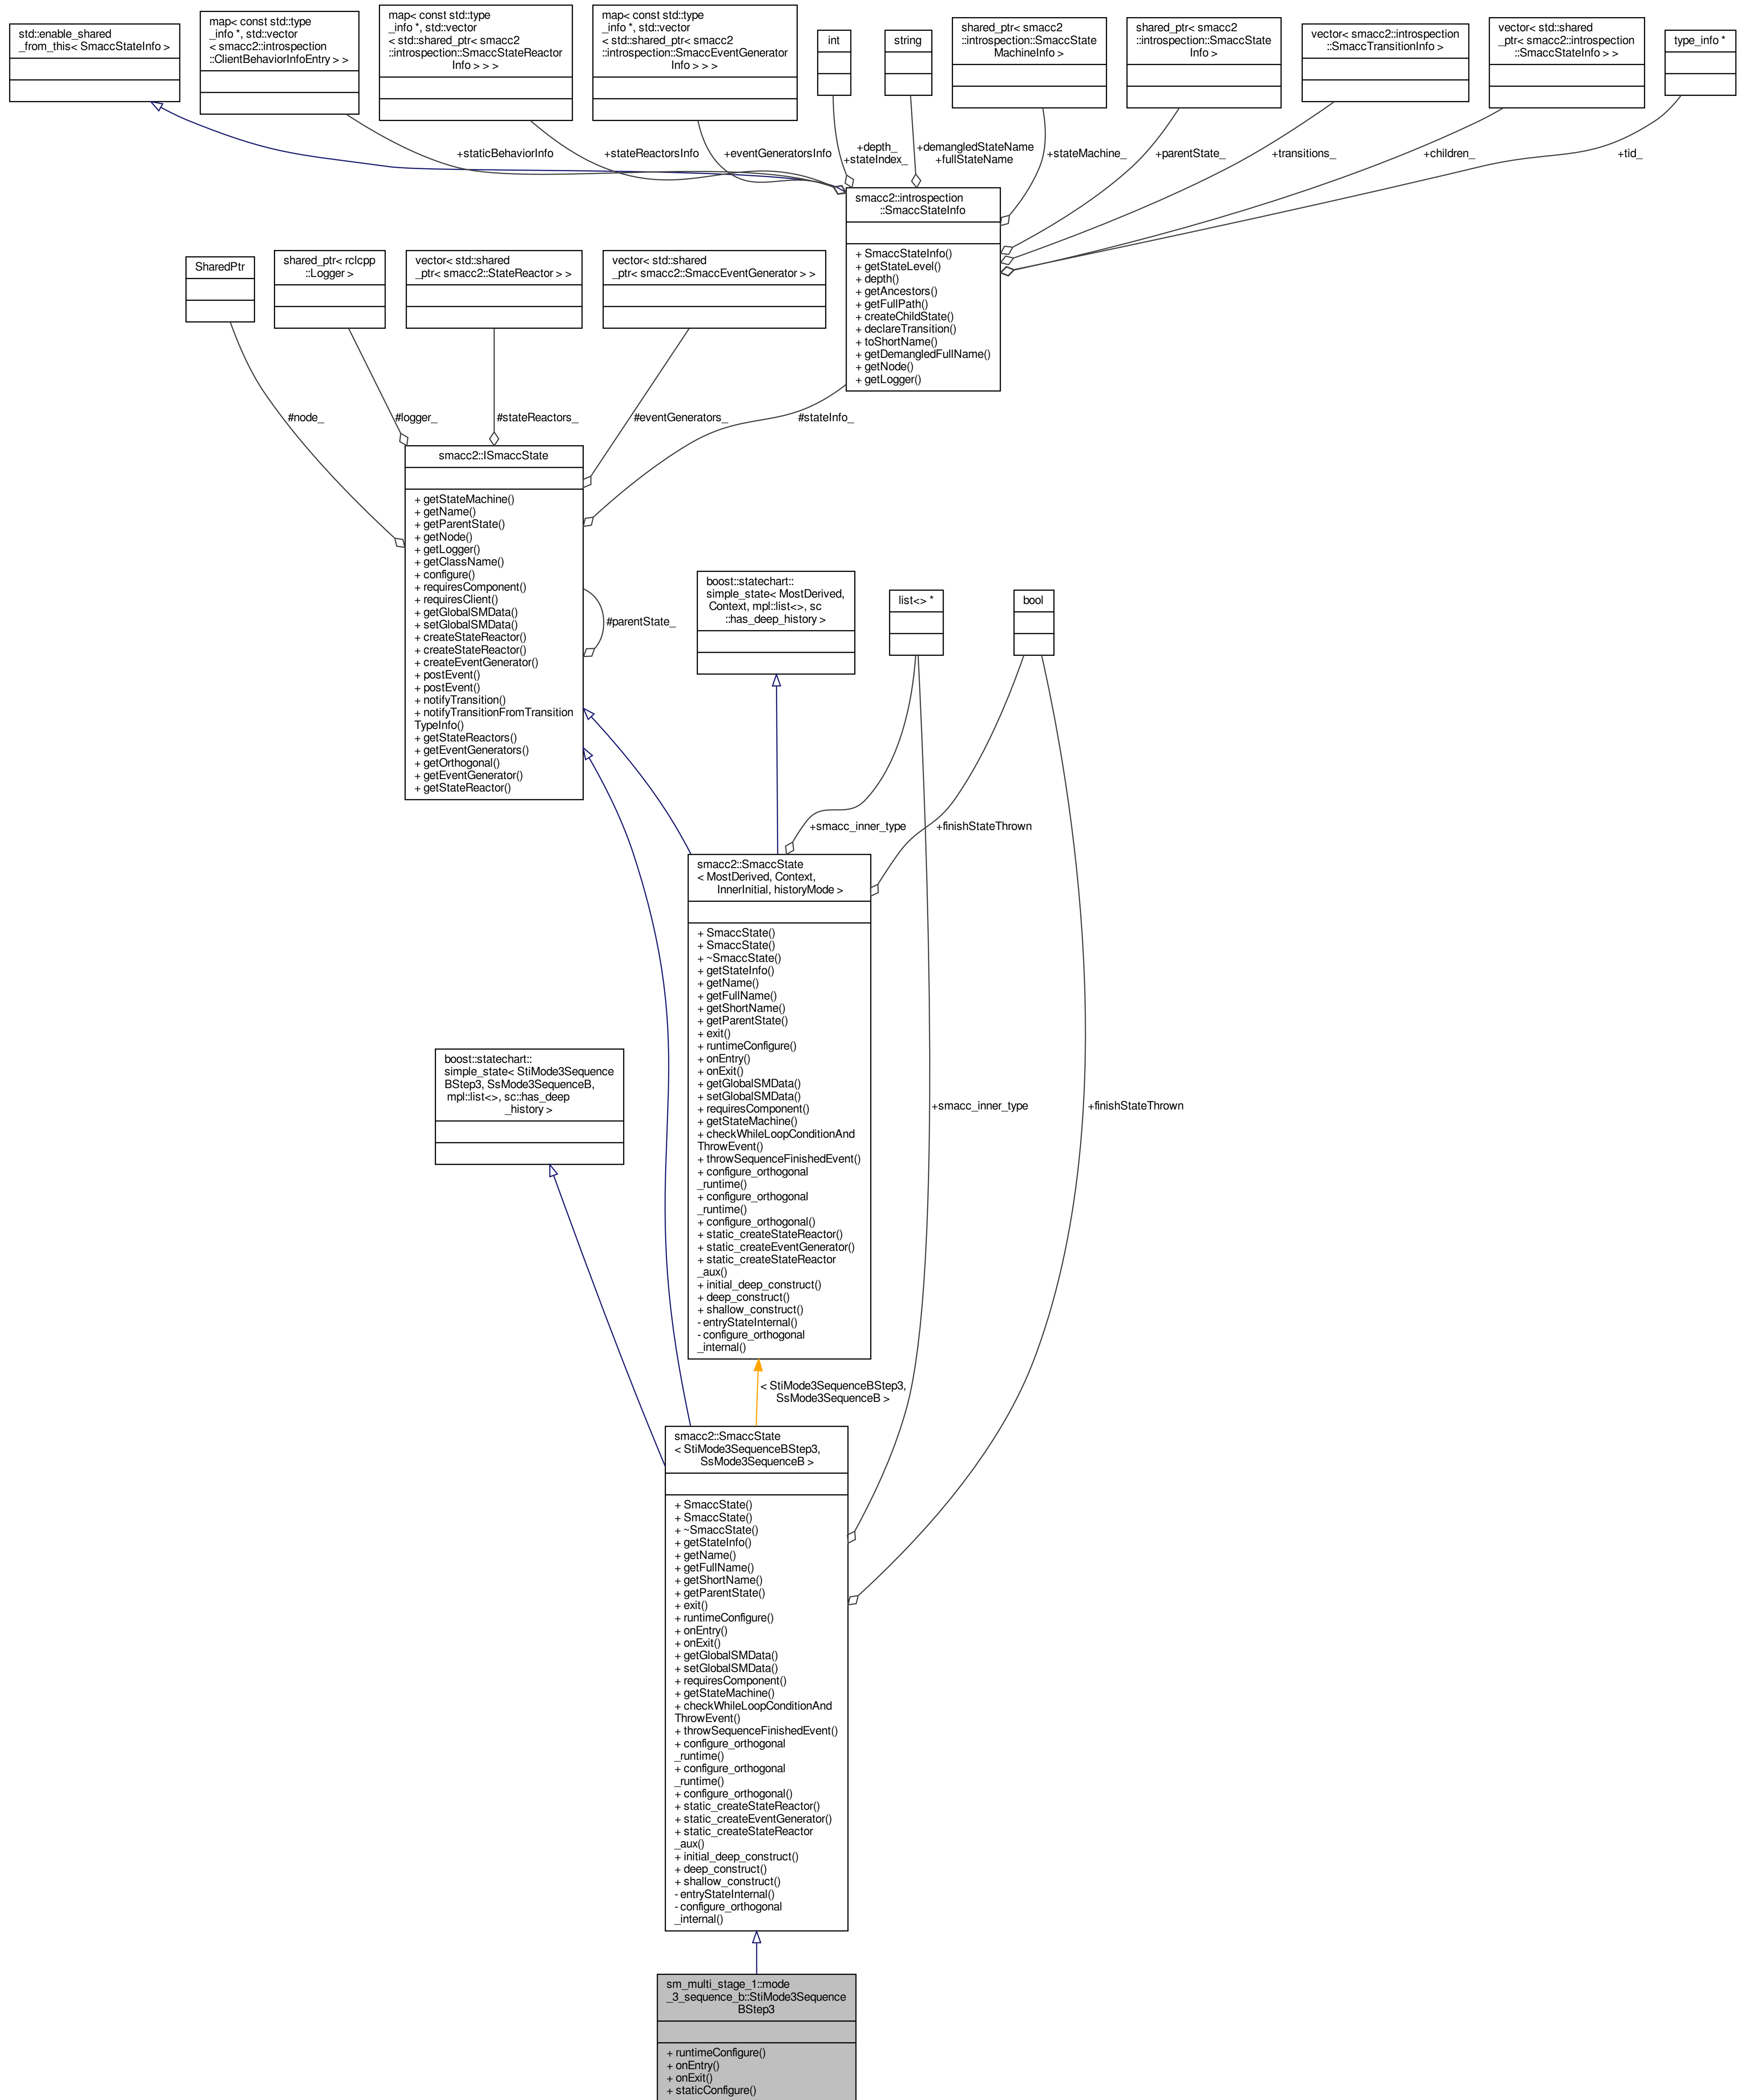 std::enable_shared
_from_this< SmaccStateInfo >
map< const std::type
_info *, std::vector
< smacc2::introspection
::ClientBehaviorInfoEntry > >
map< const std::type
_info *, std::vector
< std::shared_ptr< smacc2
::introspection::SmaccStateReactor
Info > > >
map< const std::type
_info *, std::vector
< std::shared_ptr< smacc2
::introspection::SmaccEventGenerator
Info > > >
int
string
shared_ptr< smacc2
::introspection::SmaccState
MachineInfo >
shared_ptr< smacc2
::introspection::SmaccState
Info >
vector< smacc2::introspection
::SmaccTransitionInfo >
vector< std::shared
_ptr< smacc2::introspection
::SmaccStateInfo > >
type_info *
+staticBehaviorInfo
+stateReactorsInfo
+eventGeneratorsInfo
+depth_
+stateIndex_
+demangledStateName
+fullStateName
+stateMachine_
+parentState_
+transitions_
+children_
+tid_
smacc2::introspection
::SmaccStateInfo
+ SmaccStateInfo()
+ getStateLevel()
+ depth()
+ getAncestors()
+ getFullPath()
+ createChildState()
+ declareTransition()
+ toShortName()
+ getDemangledFullName()
+ getNode()
+ getLogger()
SharedPtr
shared_ptr< rclcpp
::Logger >
vector< std::shared
_ptr< smacc2::StateReactor > >
vector< std::shared
_ptr< smacc2::SmaccEventGenerator > >
#node_
#logger_
#stateReactors_
#eventGenerators_
#stateInfo_
smacc2::ISmaccState
+ getStateMachine()
+ getName()
+ getParentState()
+ getNode()
+ getLogger()
+ getClassName()
+ configure()
+ requiresComponent()
+ requiresClient()
+ getGlobalSMData()
+ setGlobalSMData()
+ createStateReactor()
+ createStateReactor()
+ createEventGenerator()
+ postEvent()
+ postEvent()
+ notifyTransition()
+ notifyTransitionFromTransition
TypeInfo()
+ getStateReactors()
+ getEventGenerators()
+ getOrthogonal()
+ getEventGenerator()
+ getStateReactor()
#parentState_
boost::statechart::
simple_state< MostDerived,
Context, mpl::list<>, sc
::has_deep_history >
list<> *
bool
+smacc_inner_type
+finishStateThrown
smacc2::SmaccState
< MostDerived, Context,
InnerInitial, historyMode >
+ SmaccState()
+ SmaccState()
+ ~SmaccState()
+ getStateInfo()
+ getName()
+ getFullName()
+ getShortName()
+ getParentState()
+ exit()
+ runtimeConfigure()
+ onEntry()
+ onExit()
+ getGlobalSMData()
+ setGlobalSMData()
+ requiresComponent()
+ getStateMachine()
+ checkWhileLoopConditionAnd
ThrowEvent()
+ throwSequenceFinishedEvent()
+ configure_orthogonal
_runtime()
+ configure_orthogonal
_runtime()
+ configure_orthogonal()
+ static_createStateReactor()
+ static_createEventGenerator()
+ static_createStateReactor
_aux()
+ initial_deep_construct()
+ deep_construct()
+ shallow_construct()
- entryStateInternal()
- configure_orthogonal
_internal()
boost::statechart::
simple_state< StiMode3Sequence
BStep3, SsMode3SequenceB,
mpl::list<>, sc::has_deep
_history >
+smacc_inner_type
+finishStateThrown
< StiMode3SequenceBStep3,
SsMode3SequenceB >
smacc2::SmaccState
< StiMode3SequenceBStep3,
SsMode3SequenceB >
+ SmaccState()
+ SmaccState()
+ ~SmaccState()
+ getStateInfo()
+ getName()
+ getFullName()
+ getShortName()
+ getParentState()
+ exit()
+ runtimeConfigure()
+ onEntry()
+ onExit()
+ getGlobalSMData()
+ setGlobalSMData()
+ requiresComponent()
+ getStateMachine()
+ checkWhileLoopConditionAnd
ThrowEvent()
+ throwSequenceFinishedEvent()
+ configure_orthogonal
_runtime()
+ configure_orthogonal
_runtime()
+ configure_orthogonal()
+ static_createStateReactor()
+ static_createEventGenerator()
+ static_createStateReactor
_aux()
+ initial_deep_construct()
+ deep_construct()
+ shallow_construct()
- entryStateInternal()
- configure_orthogonal
_internal()
sm_multi_stage_1::mode
_3_sequence_b::StiMode3Sequence
BStep3
+ runtimeConfigure()
+ onEntry()
+ onExit()
+ staticConfigure()